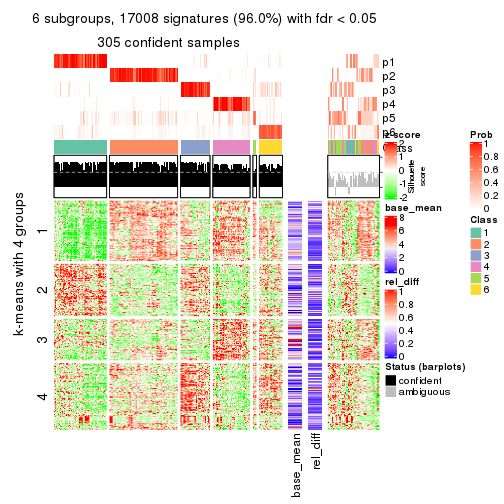 6 subgroups, 17008 signatures (96.0%) with fdr < 0.05
305 confident samples
p1
p2
p3
p4
p5
p6
Class
Silhouette
score
z-score
2
1
0
-1
-2
base_mean
8
6
4
2
0
rel_diff
1
0.8
0.6
0.4
0.2
0
Status (barplots)
confident
ambiguous
Prob
1
0.8
0.6
0.4
0.2
0
Class
1
2
3
4
5
6
k-means with 4 groups
1
2
3
4
base_mean
rel_diff